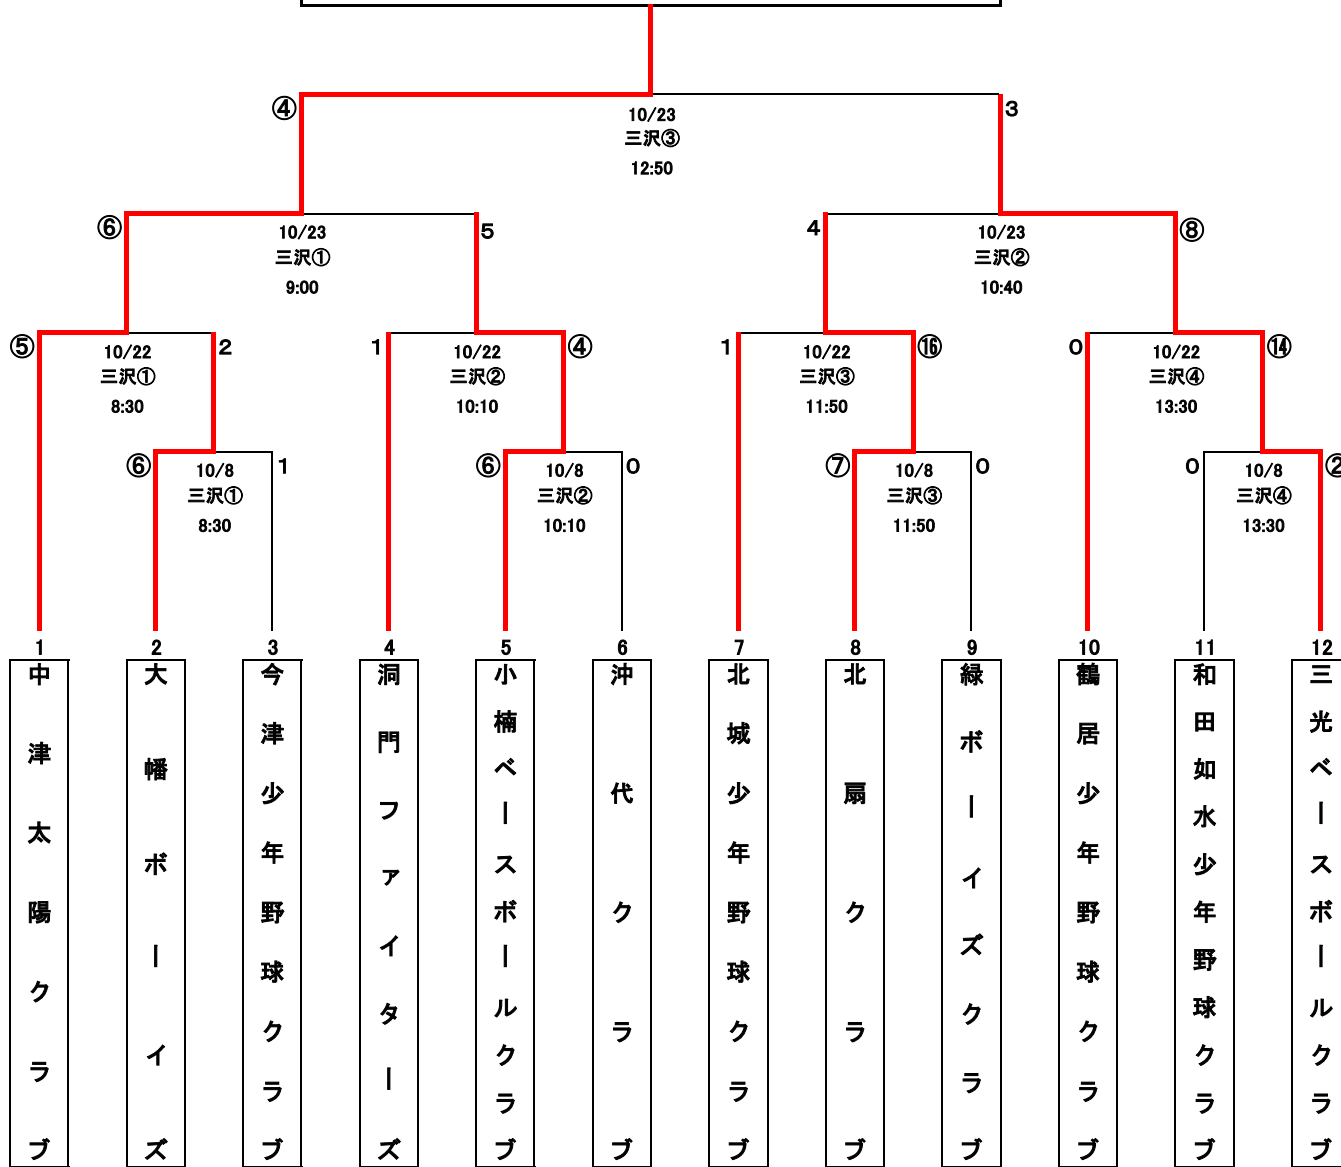 ④
3
10/23
三沢③
12:50
⑥
5
4
⑧
10/23
三沢①
9:00
10/23
三沢②
10:40
⑤
2
1
④
1
⑯
0
⑭
10/22
三沢①
8:30
10/22
三沢②
10:10
10/22
三沢③
11:50
10/22
三沢④
13:30
⑥
1
⑥
0
⑦
0
0
②
10/8
三沢①
8:30
10/8
三沢②
10:10
10/8
三沢③
11:50
10/8
三沢④
13:30
1
2
3
4
5
6
7
8
9
10
11
12
中津太陽クラブ
大幡ボーイズ
今津少年野球クラブ
洞門ファイターズ
小楠ベースボールクラブ
沖代クラブ
北城少年野球クラブ
北扇クラブ
緑ボーイズクラブ
鶴居少年野球クラブ
和田如水少年野球クラブ
三光ベースボールクラブ